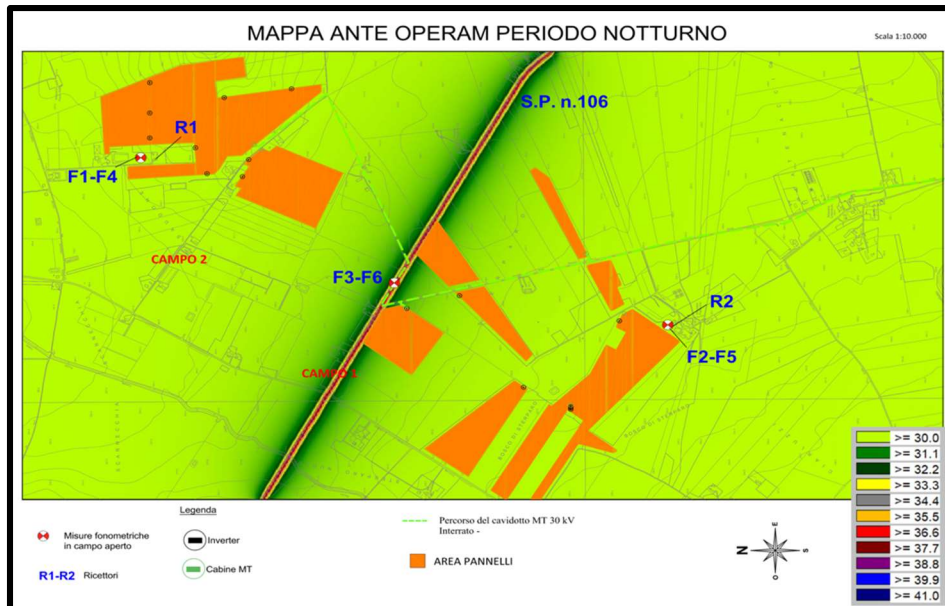 MAPPA ANTE OPERAM PERIODO NOTTURNO
Scala 1:10.000
S.P. n.106
R1
F1-F4
CAMPO 2
F3-F6
R2
F2-F5
CAMPO 1
>= 30.0
>= 31.1
>= 32.2
>= 33.3
>= 34.4
>= 35.5
>= 36.6
>= 37.7
>= 38.8
>= 39.9
>= 41.0
Legenda
Misure fonometriche
in campo aperto
R1-R2 Ricettori
Inverter
Cabine MT
Percorso del cavidotto MT 30 kV
Interrato -
AREA PANNELLI
E
N
S
O